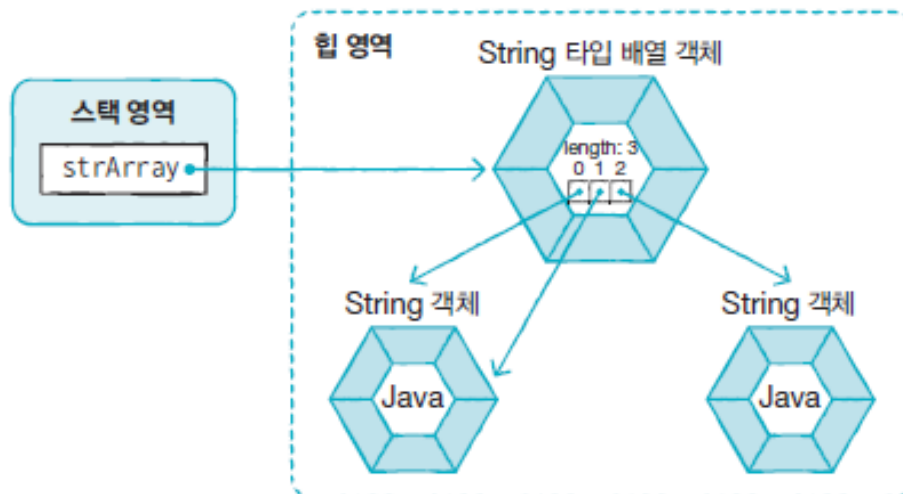 힙 영역
String 타입 배열 객체
스택 영역
strArray
length: 3
0 1 2
String 객체
String 객체
Java
Java